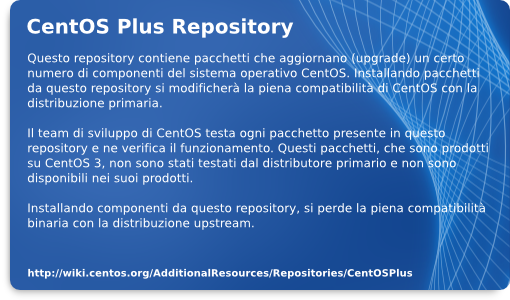 CentOS Plus Repository
Questo repository contiene pacchetti che aggiornano (upgrade) un certo
numero di componenti del sistema operativo CentOS. Installando pacchetti
da questo repository si modificherà la piena compatibilità di CentOS con la
distribuzione primaria.
Il team di sviluppo di CentOS testa ogni pacchetto presente in questo
repository e ne verifica il funzionamento. Questi pacchetti, che sono prodotti
su CentOS 3, non sono stati testati dal distributore primario e non sono
disponibili nei suoi prodotti.
Installando componenti da questo repository, si perde la piena compatibilità
binaria con la distribuzione upstream.
http://wiki.centos.org/AdditionalResources/Repositories/CentOSPlus